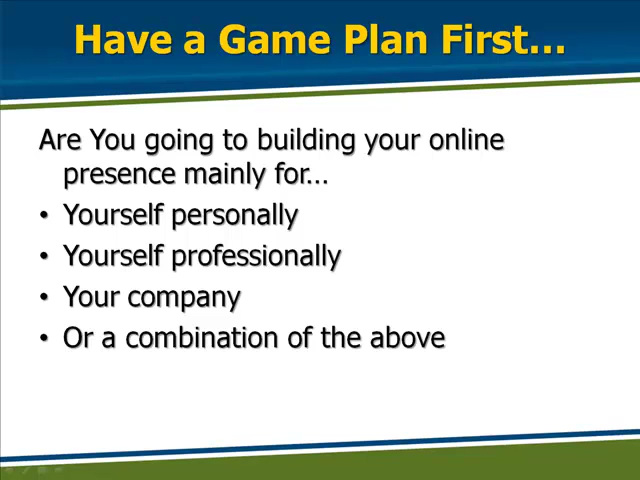 Have a Game Plan First...
Are You going to building your online
presence mainly for...
• Yourself personally
• Yourself professionally
• Your company
• Or a combination of the above